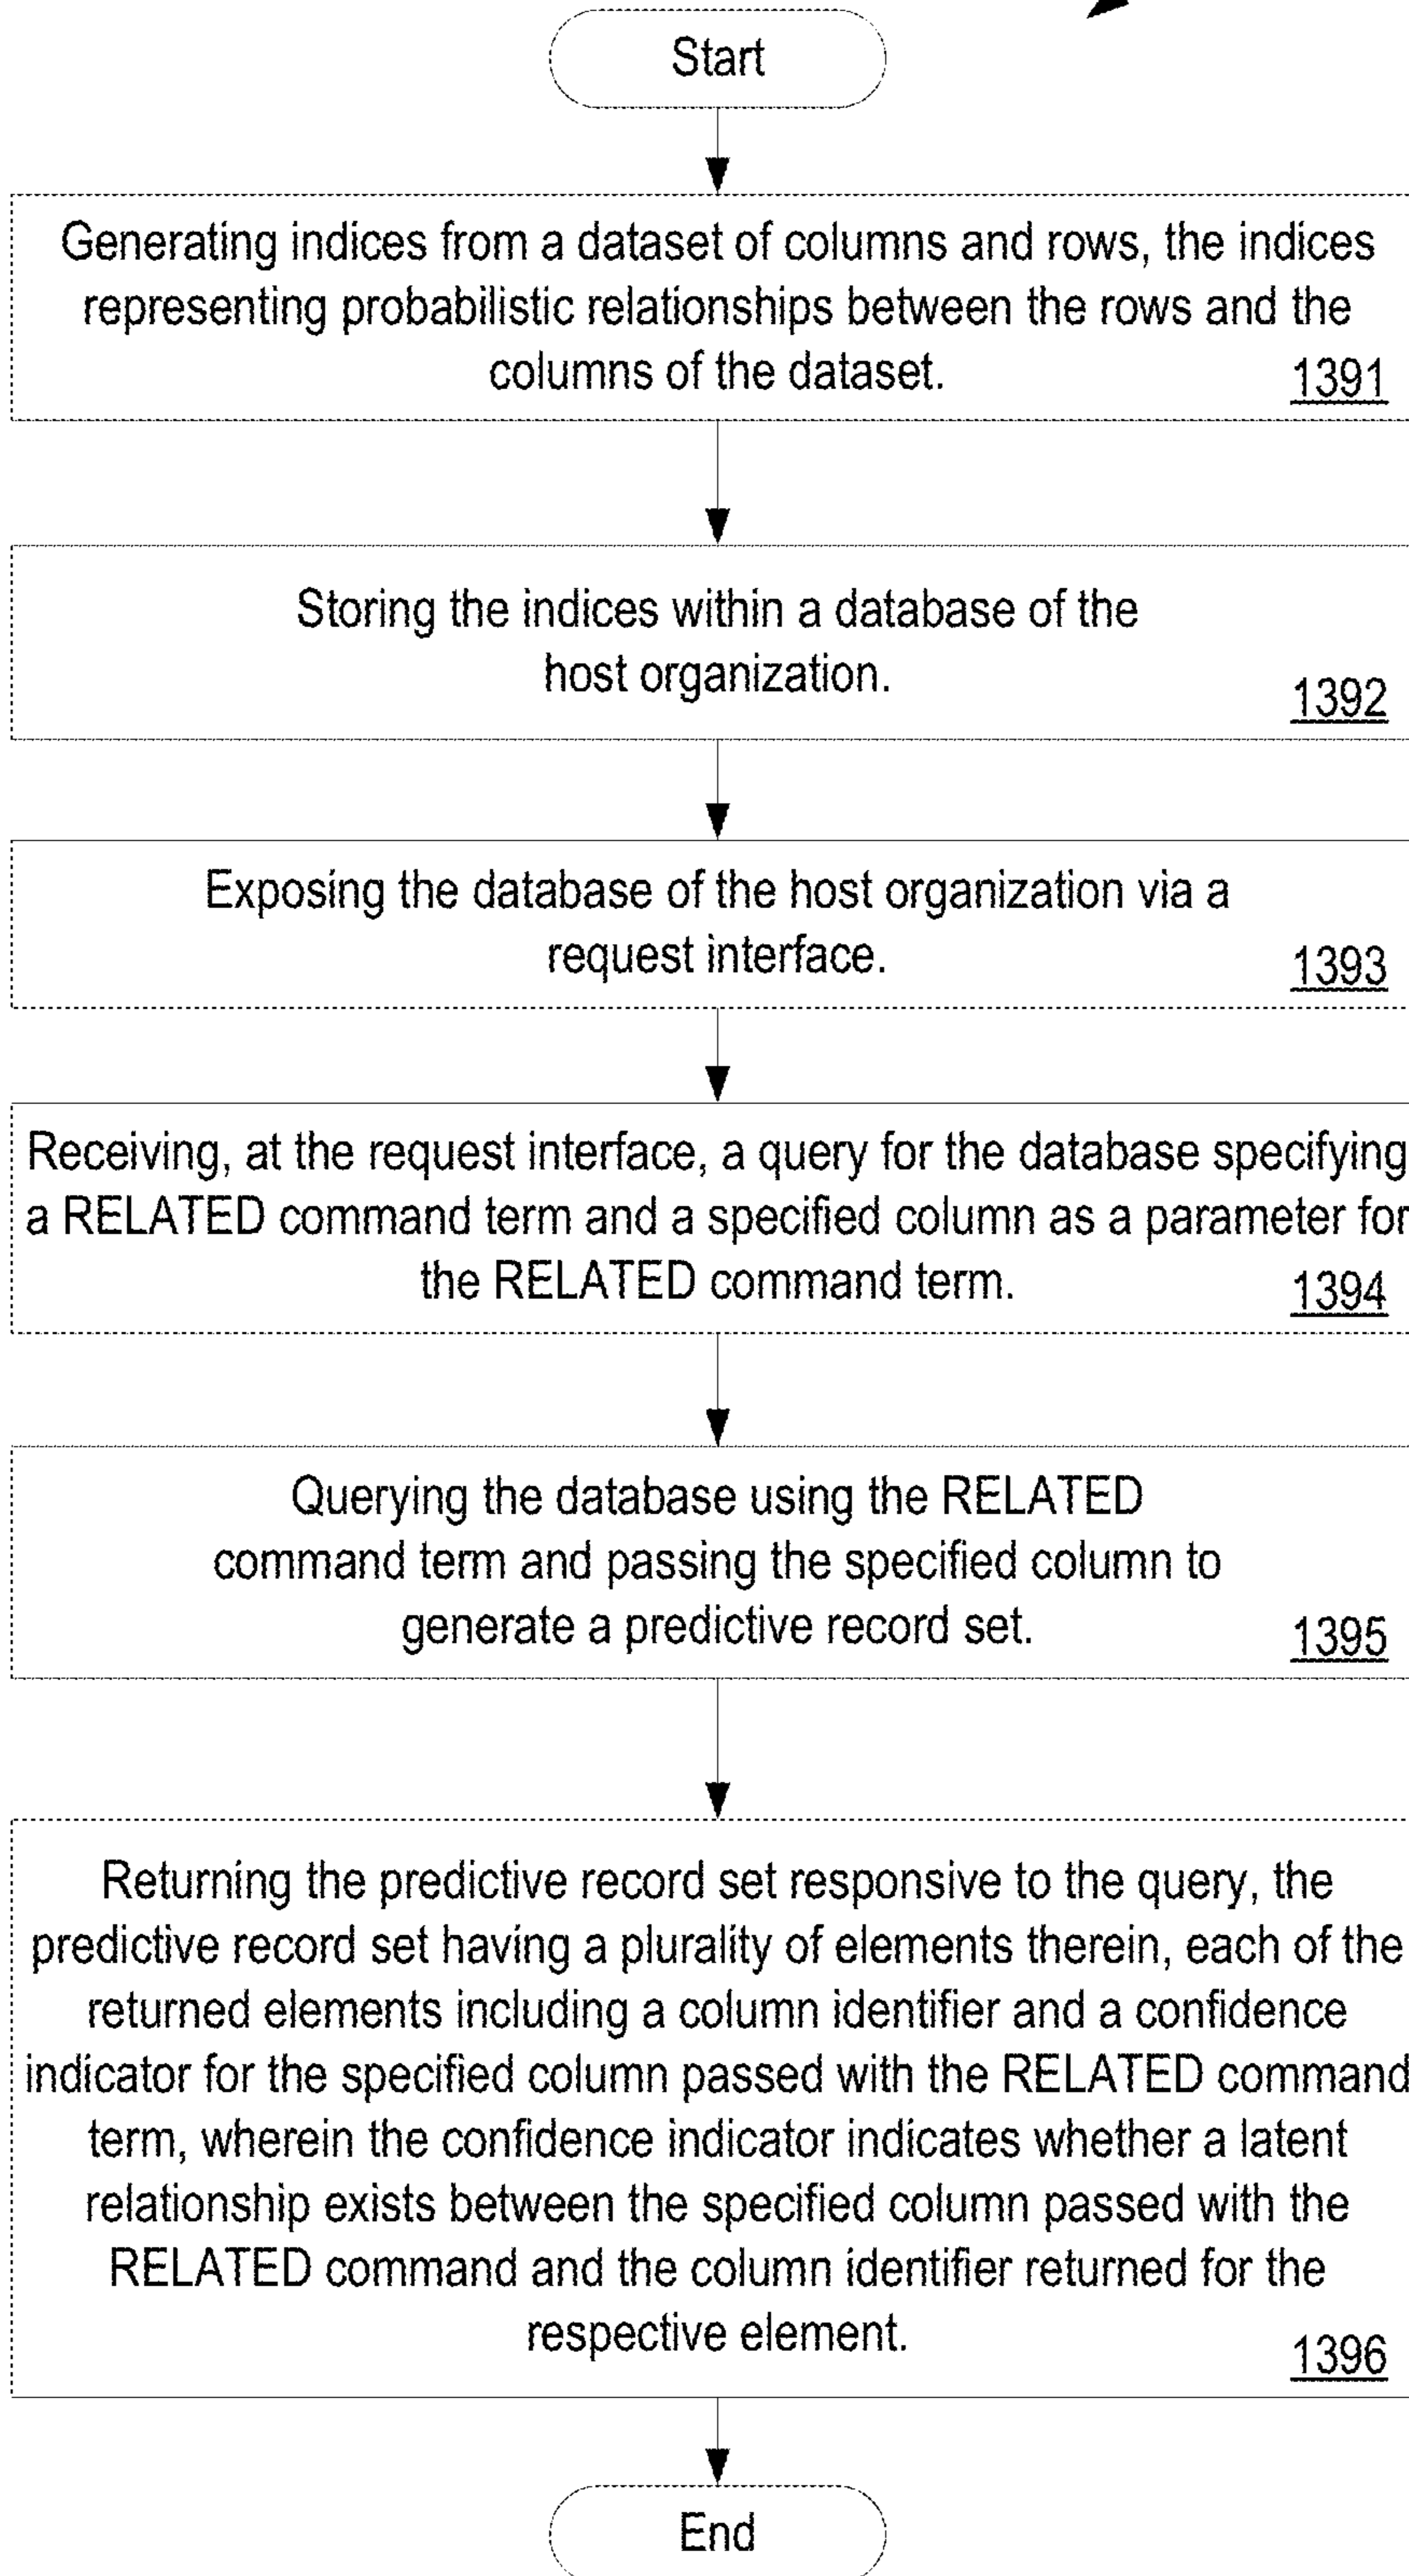 Start
Generating indices from a dataset of columns and rows, the indices
representing probabilistic relationships between the rows and the
columns of the dataset.
1391
Storing the indices within a database of the
host organization.
1392
Exposing the database of the host organization via a
request interface.
1393
Receiving, at the request interface, a query for the database specifying
a RELATED command term and a specified column as a parameter for
the RELATED command term.
1394
Querying the database using the RELATED
command term and passing the specified column to
generate a predictive record set.
1395
Returning the predictive record set responsive to the query, the
predictive record set having a plurality of elements therein, each of the
returned elements including a column identifier and a confidence
indicator for the specified column passed with the RELATED command
term, wherein the confidence indicator indicates whether a latent
relationship exists between the specified column passed with the
RELATED command and the column identifier returned for the
respective element.
1396
End